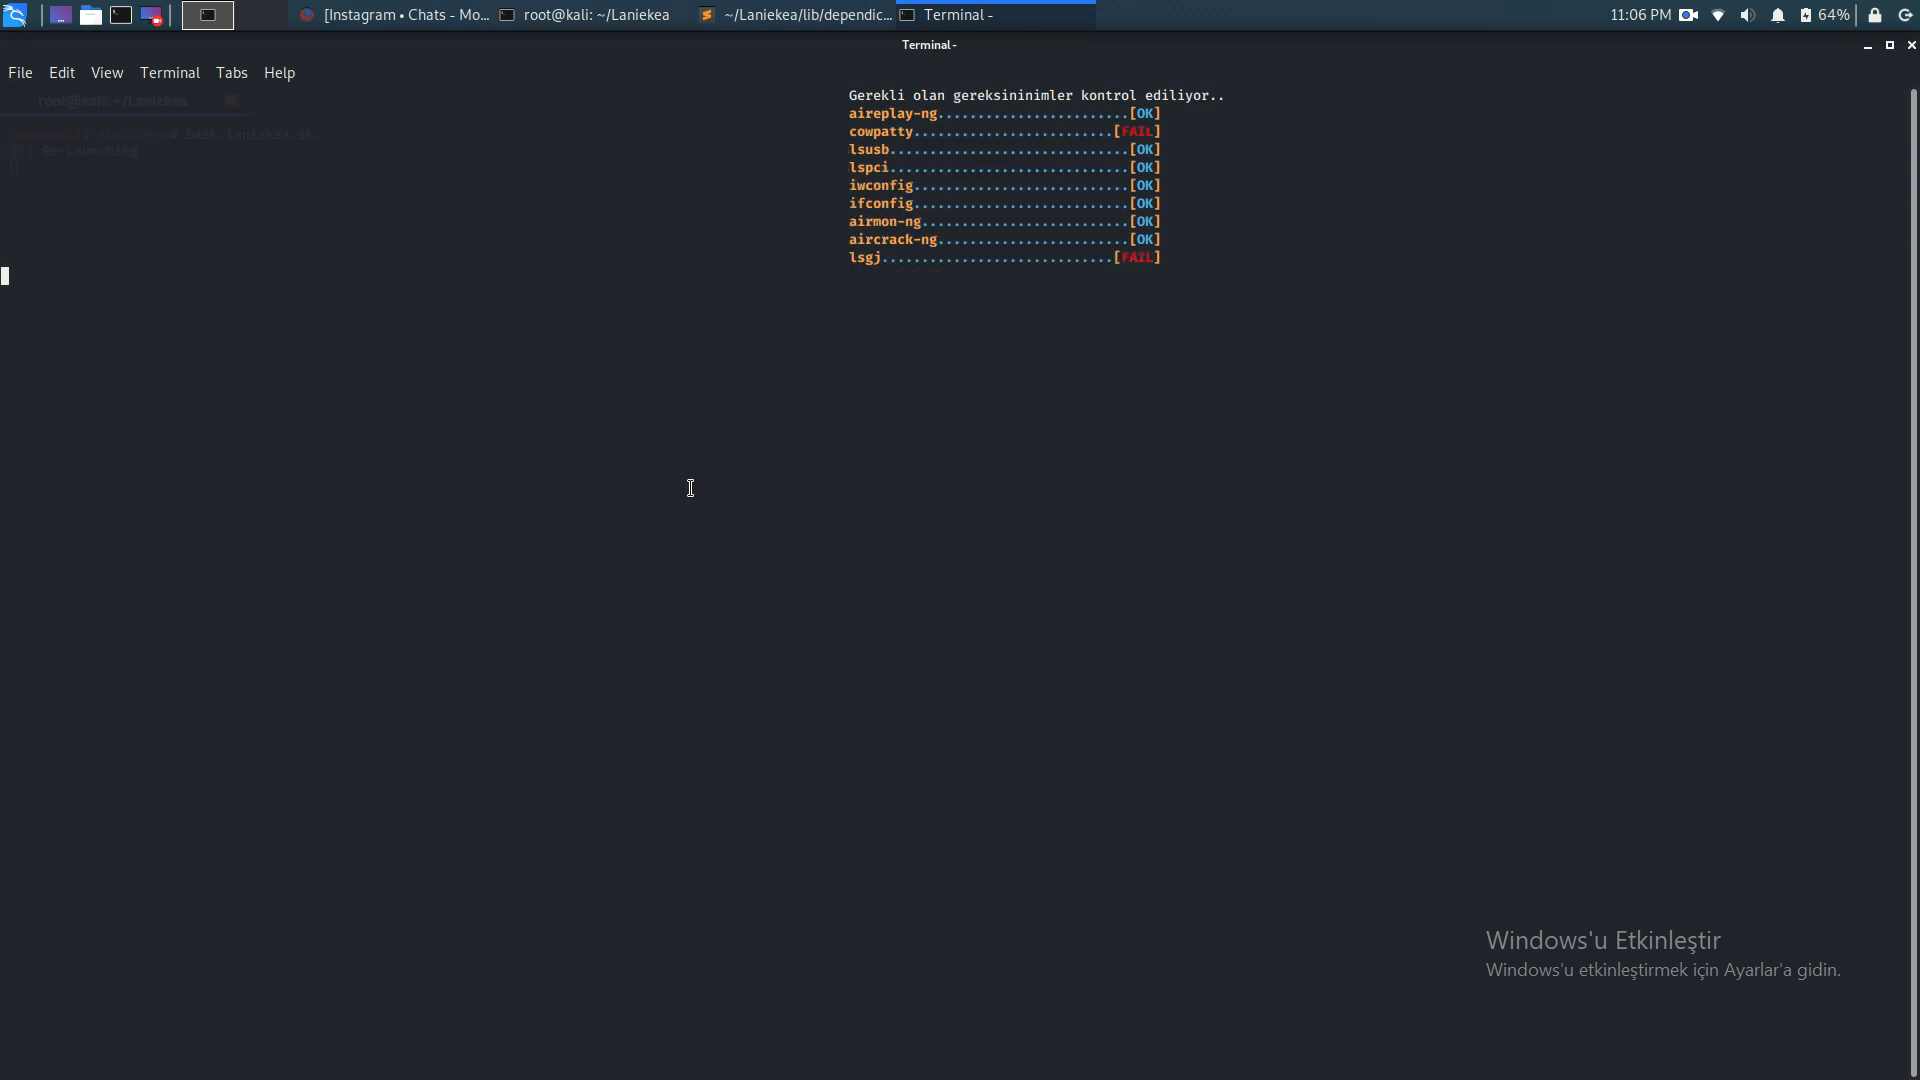 [Instagram • Chats - Mo... root@kali: ~/Laniekea ~/Laniekea/lib/dependic... Terminal - 11:06 PM 64%
Terminal -
File Edit View Terminal Tabs Help
root@kali: ~/Laniekea
# bash laniakea.sh
Re-Launching
Gerekli olan gereksininimler kontrol ediliyor..
aireplay-ng........................[OK]
cowpatty.........................[FAIL]
lsusb..............................[OK]
lspci..............................[OK]
iwconfig...........................[OK]
ifconfig...........................[OK]
airmon-ng..........................[OK]
aircrack-ng........................[OK]
lsgj.............................[FAIL]
Windows'u Etkinleştir
Windows'u etkinleştirmek için Ayarlar'a gidin.